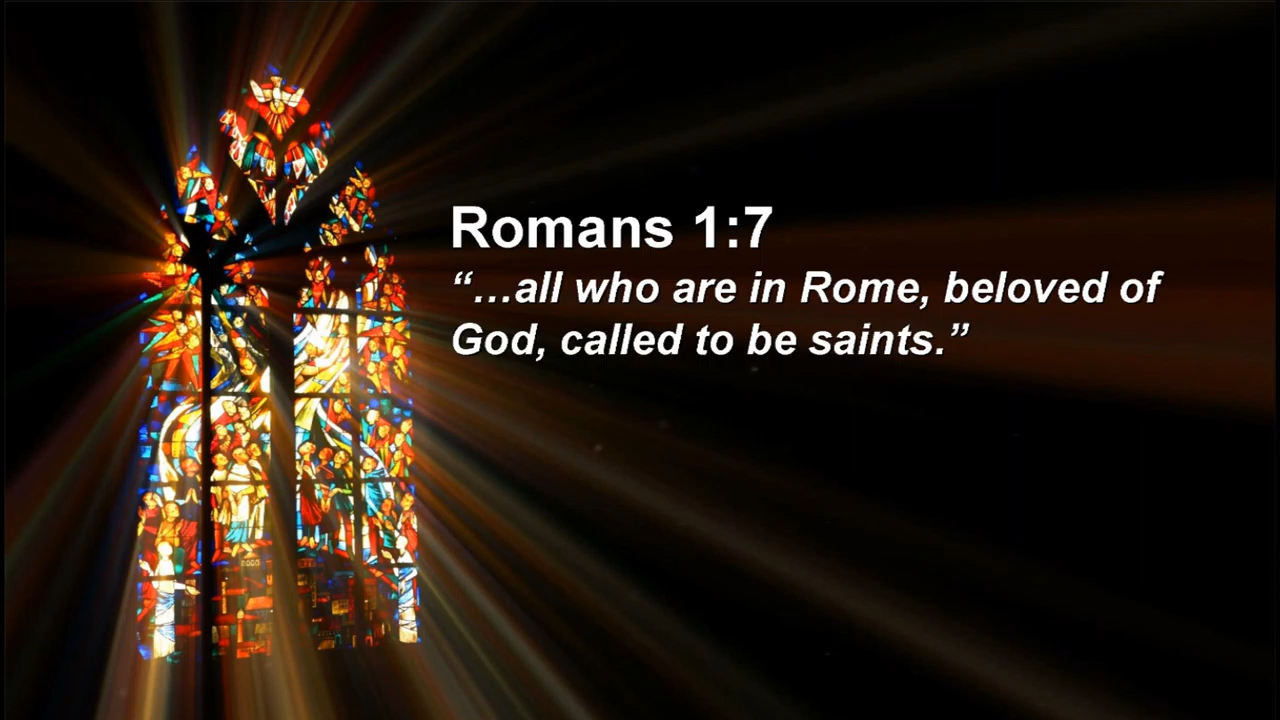 Romans 1:7
“…all who are in Rome, beloved of
God, called to be saints.”